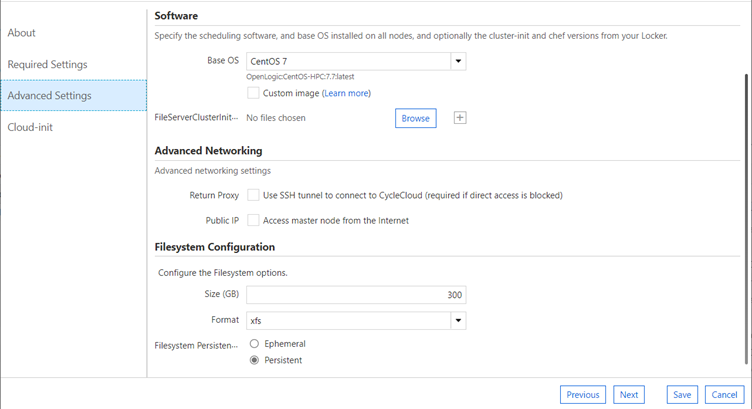 Software
About
Specify the scheduling software, and base OS installed on all nodes, and optionally the cluster-init and chef versions from your Locker.
Required Settings
Base OS CentOS 7
OpenLogic:CentOS-HPC:7.7:latest
Advanced Settings
Custom image (Learn more)
FileServerClusterInit... No files chosen Browse
Cloud-init
Advanced Networking
Advanced networking settings
Return Proxy Use SSH tunnel to connect to CycleCloud (required if direct access is blocked)
Public IP Access master node from the Internet
Filesystem Configuration
Configure the Filesystem options.
Size (GB) 300
Format xfs
Filesystem Persisten... Ephemeral
Persistent
Previous Next Save Cancel